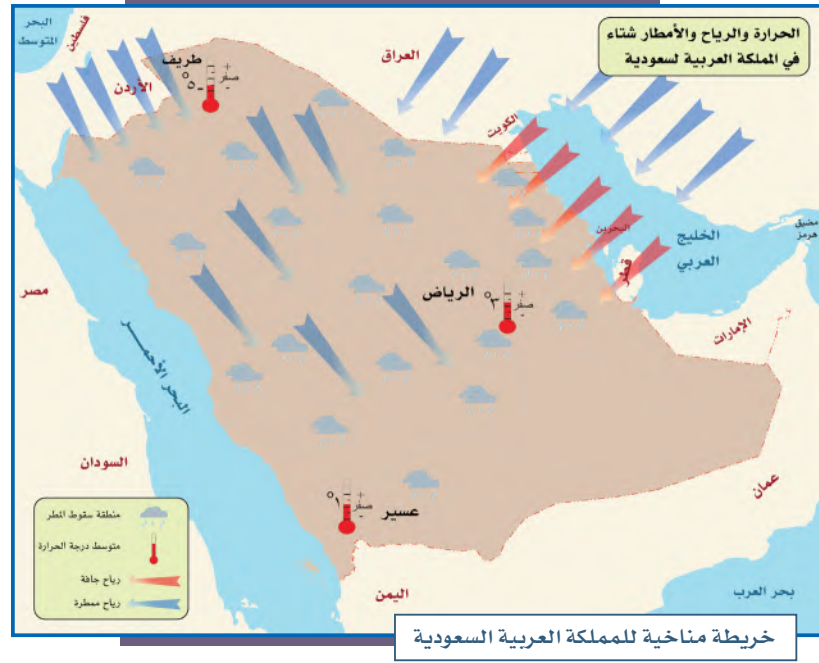 الحرارة والرياح والأمطار شتاء
في المملكة العربية لسعودية
البحر
المتوسط
فلسطين
الأردن
طريف
صفر
+
-
-٥°
العراق
الكويت
البحرين
قطر
الخليج
العربي
مضيق
هرمز
الإمارات
الرياض
٣°
+
صفر
-
مصر
البحر الأحمـــر
السودان
عسير
١°
+
صفر
-
عمان
اليمن
بحر العرب
منطقة سقوط المطر
متوسط درجة الحرارة
رياح جافة
رياح ممطرة
خريطة مناخية للمملكة العربية السعودية